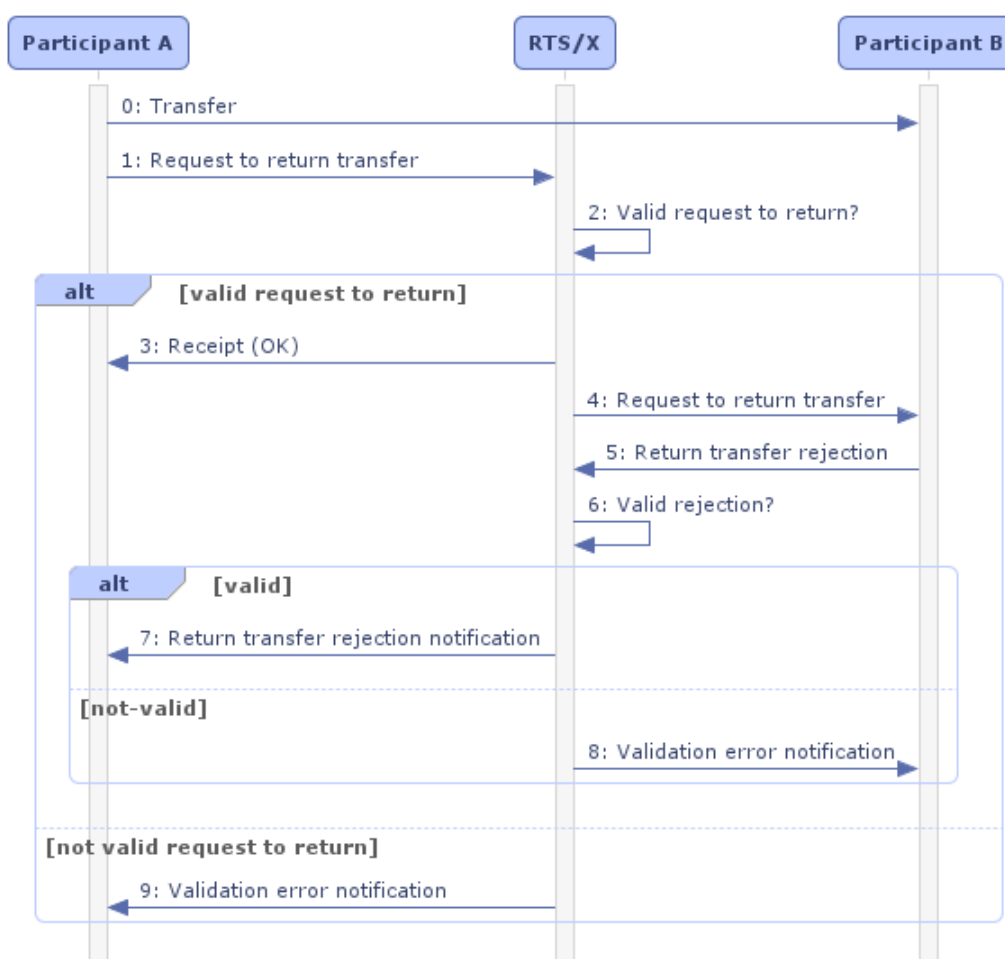 Participant A
RTS/X
Participant B
0: Transfer
1: Request to return transfer
2: Valid request to return?
alt
[valid request to return]
3: Receipt (OK)
4: Request to return transfer
5: Return transfer rejection
6: Valid rejection?
alt
[valid]
7: Return transfer rejection notification
[not-valid]
8: Validation error notification
[not valid request to return]
9: Validation error notification